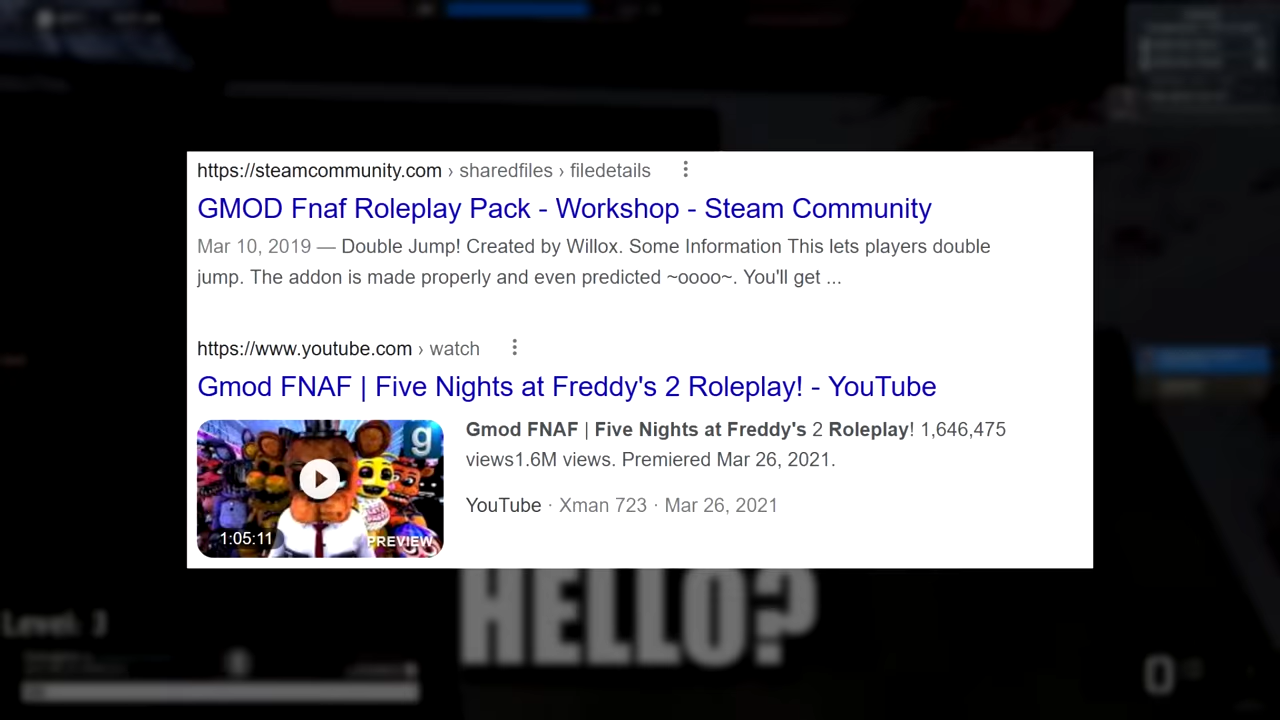 https://steamcommunity.com › sharedfiles › filedetails
GMOD Fnaf Roleplay Pack - Workshop - Steam Community
Mar 10, 2019 — Double Jump! Created by Willox. Some Information This lets players double
jump. The addon is made properly and even predicted ~oooo~. You'll get ...
https://www.youtube.com › watch
Gmod FNAF | Five Nights at Freddy's 2 Roleplay! - YouTube
g
Gmod FNAF | Five Nights at Freddy's 2 Roleplay! 1,646,475
views1.6M views. Premiered Mar 26, 2021.
YouTube · Xman 723 · Mar 26, 2021
1:05:11
PREVIEW
HELLO?
Level: 3
0